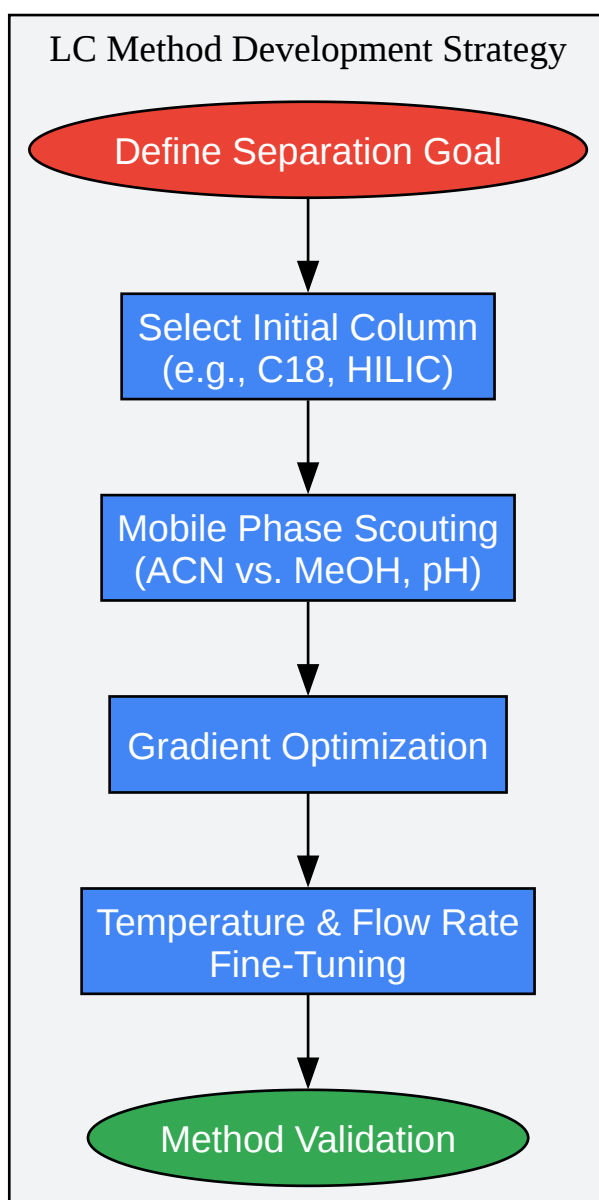 LC Method Development Strategy
Define Separation Goal
Select Initial Column
(e.g., C18, HILIC)
Mobile Phase Scouting
(ACN vs. MeOH, pH)
Gradient Optimization
Temperature & Flow Rate
Fine-Tuning
Method Validation